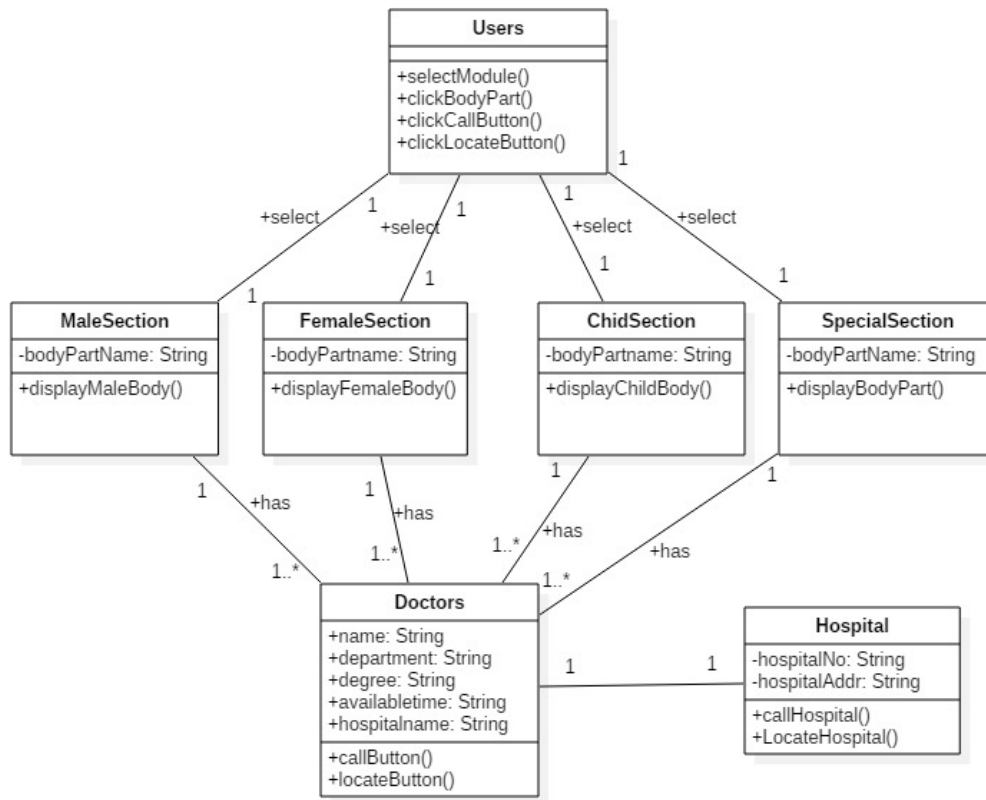 Users
+selectModule()
+clickBodyPart()
+clickCallButton()
+clickLocateButton()
1
1
1
1
+select
+select
+select
+select
1
1
1
1
MaleSection
-bodyPartName: String
+displayMaleBody()
FemaleSection
-bodyPartname: String
+displayFemaleBody()
ChidSection
-bodyPartname: String
+displayChildBody()
SpecialSection
-bodyPartName: String
+displayBodyPart()
1
1
1
1
+has
+has
+has
+has
1..*
1..*
1..*
1..*
Doctors
+name: String
+department: String
+degree: String
+availabletime: String
+hospitalname: String
+callButton()
+locateButton()
1
1
Hospital
-hospitalNo: String
-hospitalAddr: String
+callHospital()
+LocateHospital()